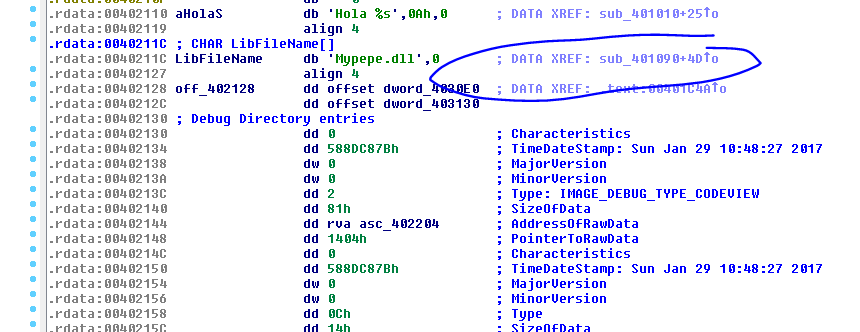 .rdata:00402110 aHolaS db 'Hola %s',0Ah,0 ; DATA XREF: sub_401010+25↑o
.rdata:00402119 align 4
.rdata:0040211C ; CHAR LibFileName[]
.rdata:0040211C LibFileName db 'Mypepe.dll',0 ; DATA XREF: sub_401090+4D↑o
.rdata:00402127 align 4
.rdata:00402128 off_402128 dd offset dword_4030E0 ; DATA XREF: .text:00401C4A↑o
.rdata:0040212C dd offset dword_403130
.rdata:00402130 ; Debug Directory entries
.rdata:00402130 dd 0 ; Characteristics
.rdata:00402134 dd 588DC87Bh ; TimeDateStamp: Sun Jan 29 10:48:27 2017
.rdata:00402138 dw 0 ; MajorVersion
.rdata:0040213A dw 0 ; MinorVersion
.rdata:0040213C dd 2 ; Type: IMAGE_DEBUG_TYPE_CODEVIEW
.rdata:00402140 dd 81h ; SizeOfData
.rdata:00402144 dd rva asc_402204 ; AddressOfRawData
.rdata:00402148 dd 1404h ; PointerToRawData
.rdata:0040214C dd 0 ; Characteristics
.rdata:00402150 dd 588DC87Bh ; TimeDateStamp: Sun Jan 29 10:48:27 2017
.rdata:00402154 dw 0 ; MajorVersion
.rdata:00402156 dw 0 ; MinorVersion
.rdata:00402158 dd 0Ch ; Type
.rdata:0040215C dd 14h ; SizeOfData